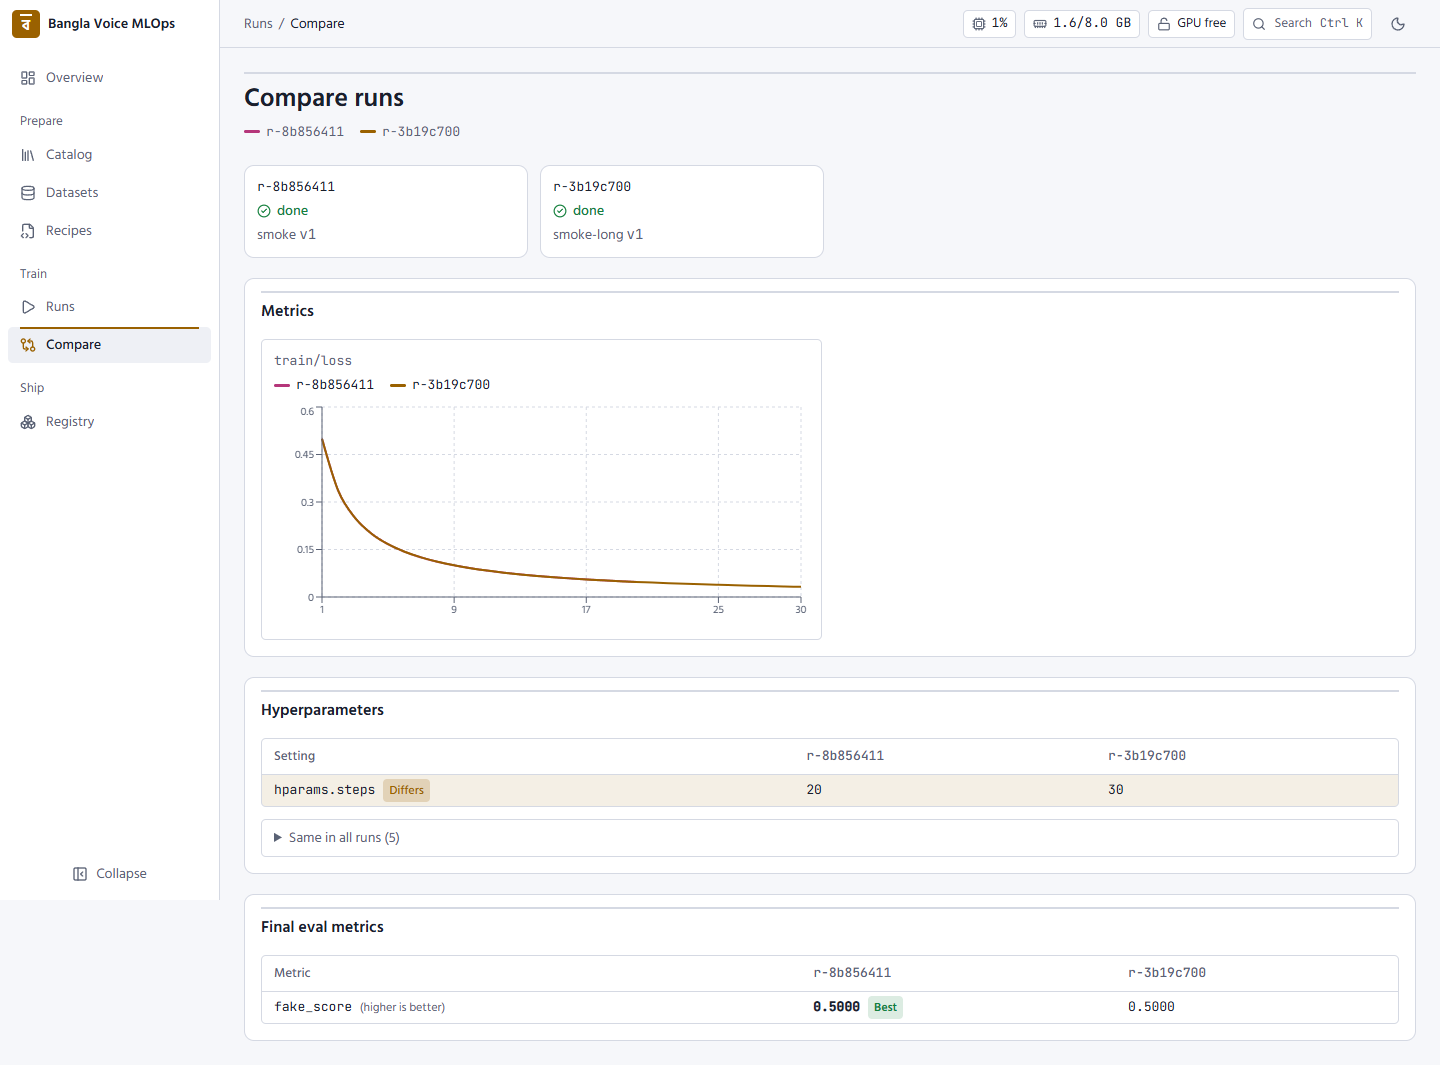 ব Bangla Voice MLOps
Runs / Compare
1%
1.6/8.0 GB
GPU free
Search Ctrl K
Overview
Prepare
Catalog
Datasets
Recipes
Train
Runs
Compare
Ship
Registry
Collapse
Compare runs
r-8b856411 r-3b19c700
r-8b856411
done
smoke v1
r-3b19c700
done
smoke-long v1
Metrics
train/loss
r-8b856411 r-3b19c700
0.6
0.45
0.3
0.15
0
1 9 17 25 30
Hyperparameters
Setting r-8b856411 r-3b19c700
hparams.steps Differs 20 30
Same in all runs (5)
Final eval metrics
Metric r-8b856411 r-3b19c700
fake_score (higher is better) 0.5000 Best 0.5000